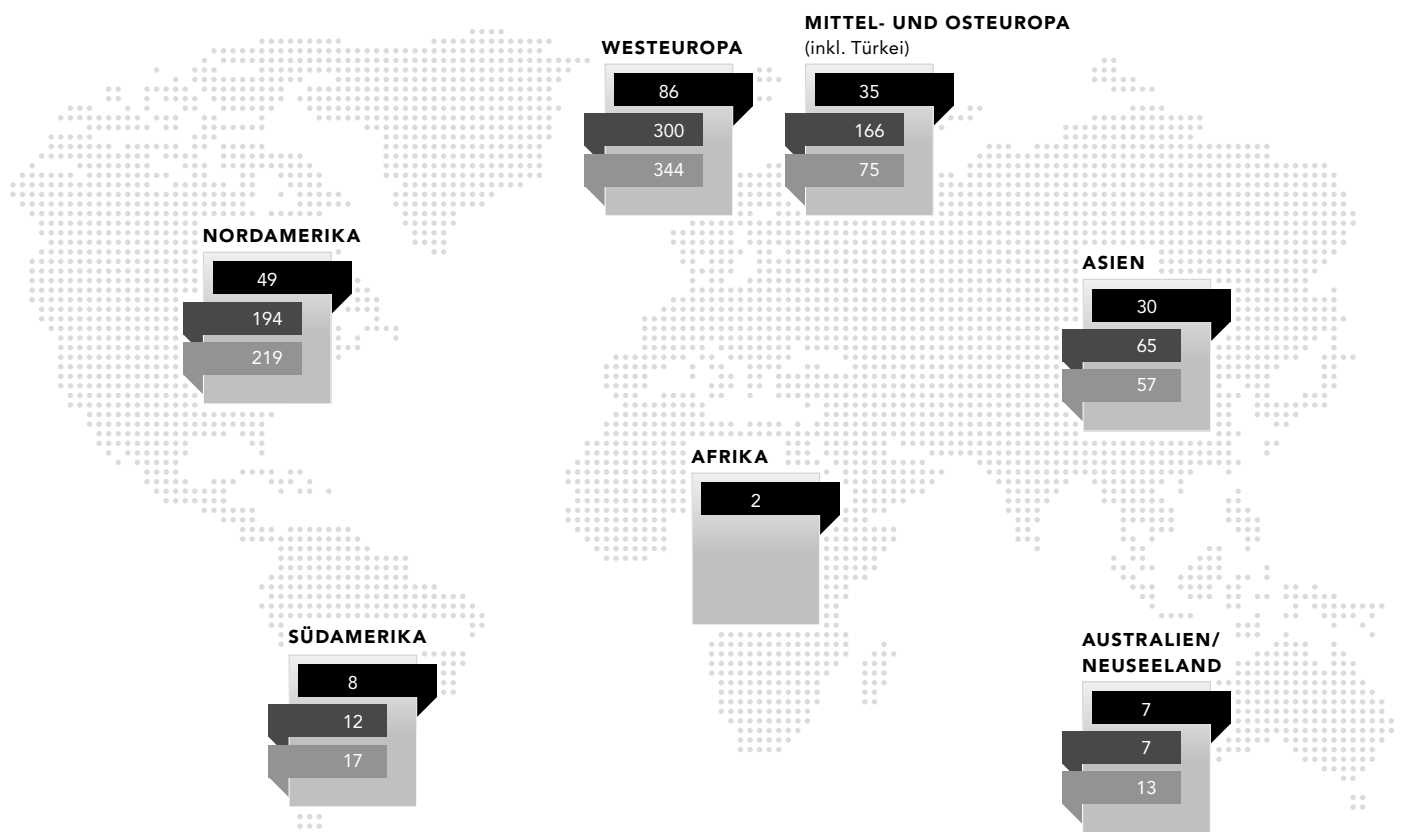 MITTEL- UND OSTEUROPA
(inkl. Türkei)
35
166
75
WESTEUROPA
86
300
344
NORDAMERIKA
49
194
219
ASIEN
30
65
57
AFRIKA
2
SÜDAMERIKA
8
12
17
AUSTRALIEN/
NEUSEELAND
7
7
13